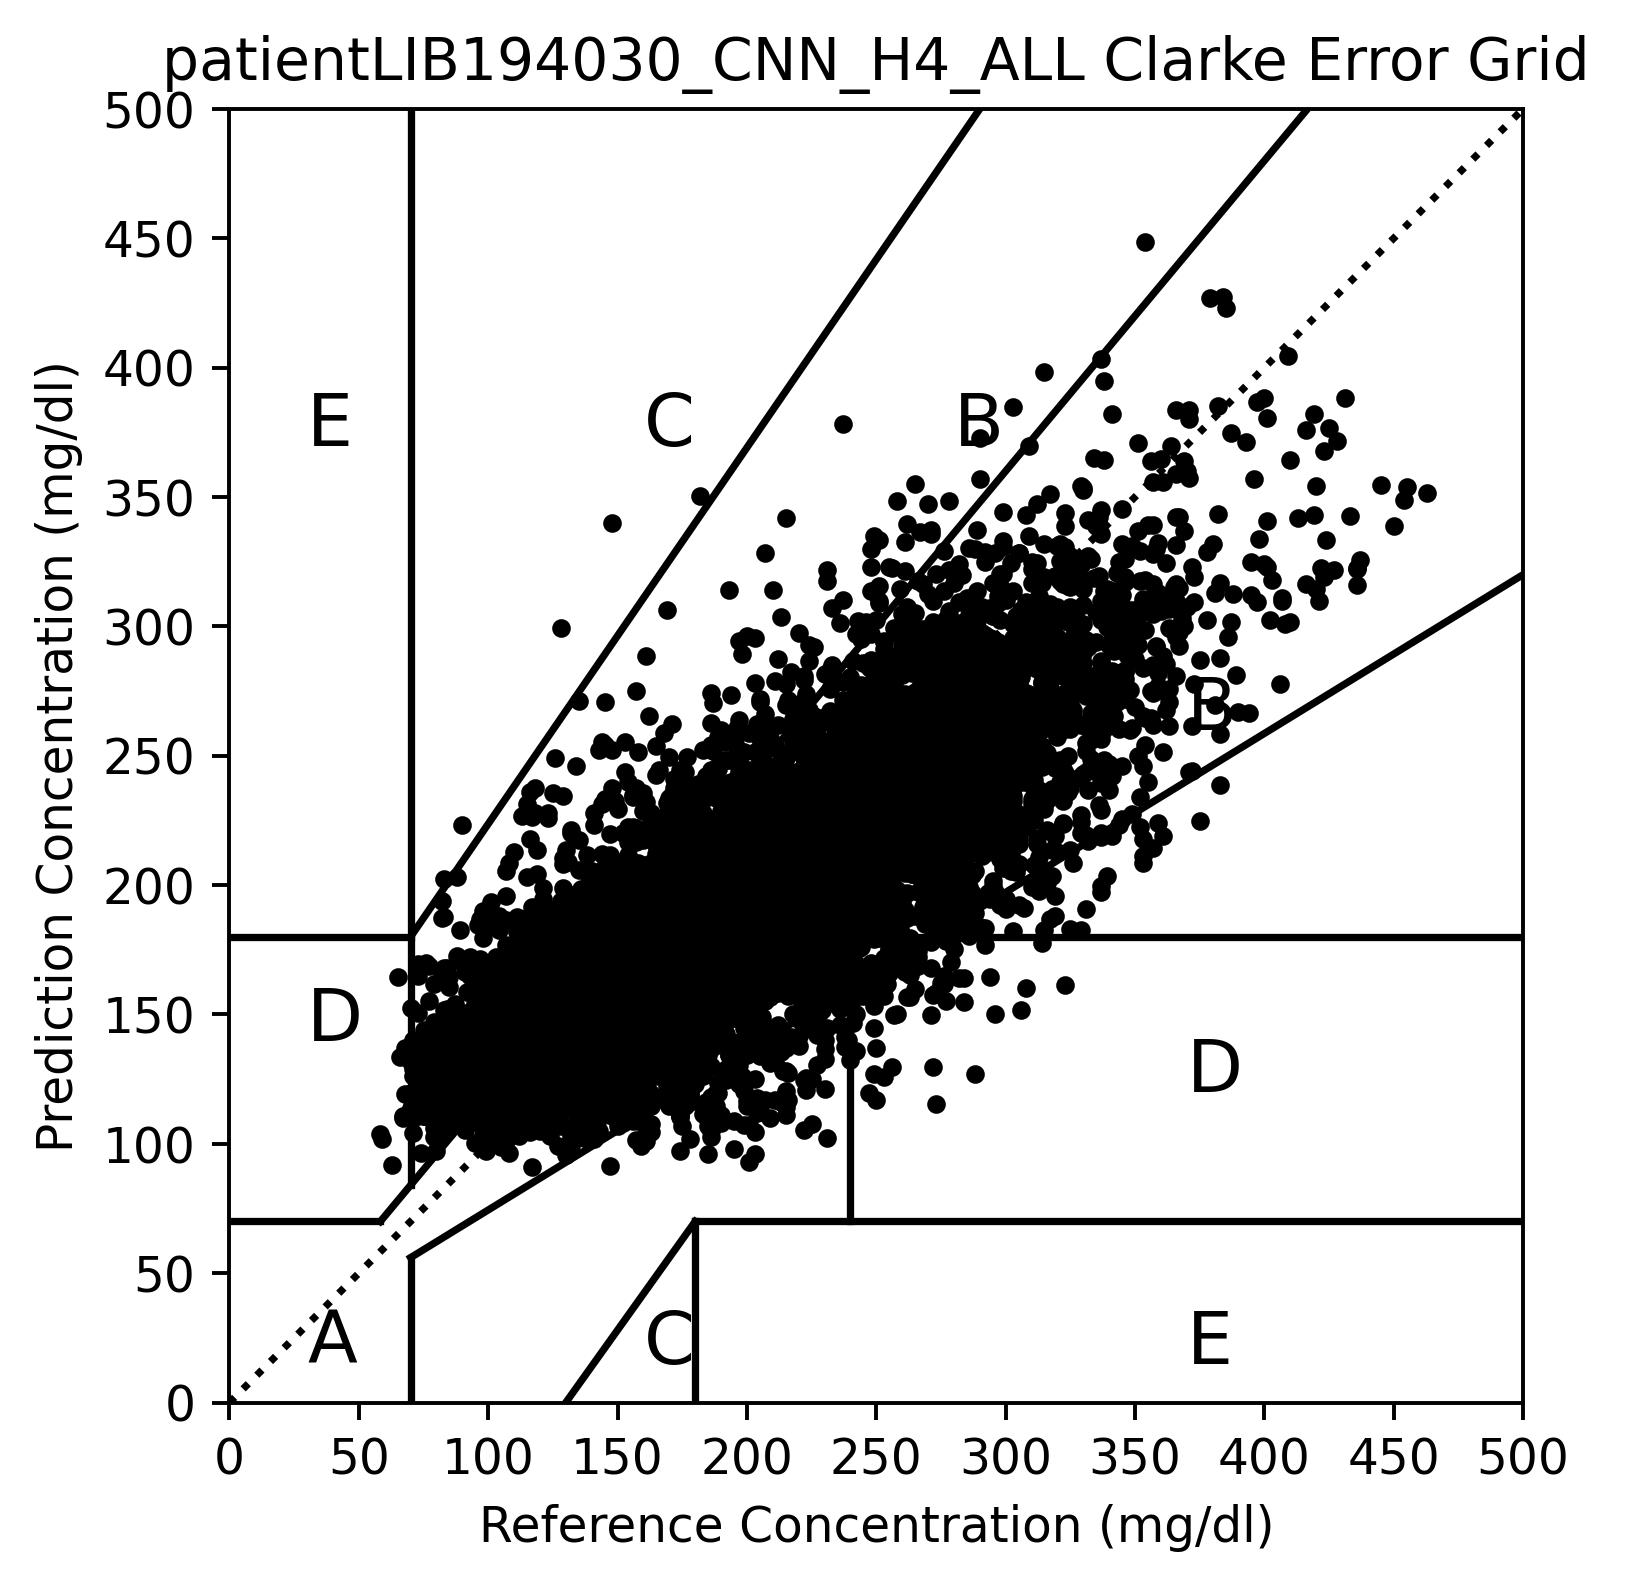 patientLIB194030_CNN_H4_ALL Clarke Error Grid
Prediction Concentration (mg/dl)
500
450
400
350
300
250
200
150
100
50
0
E
C
B
B
D
D
A
C
E
0 50 100 150 200 250 300 350 400 450 500
Reference Concentration (mg/dl)